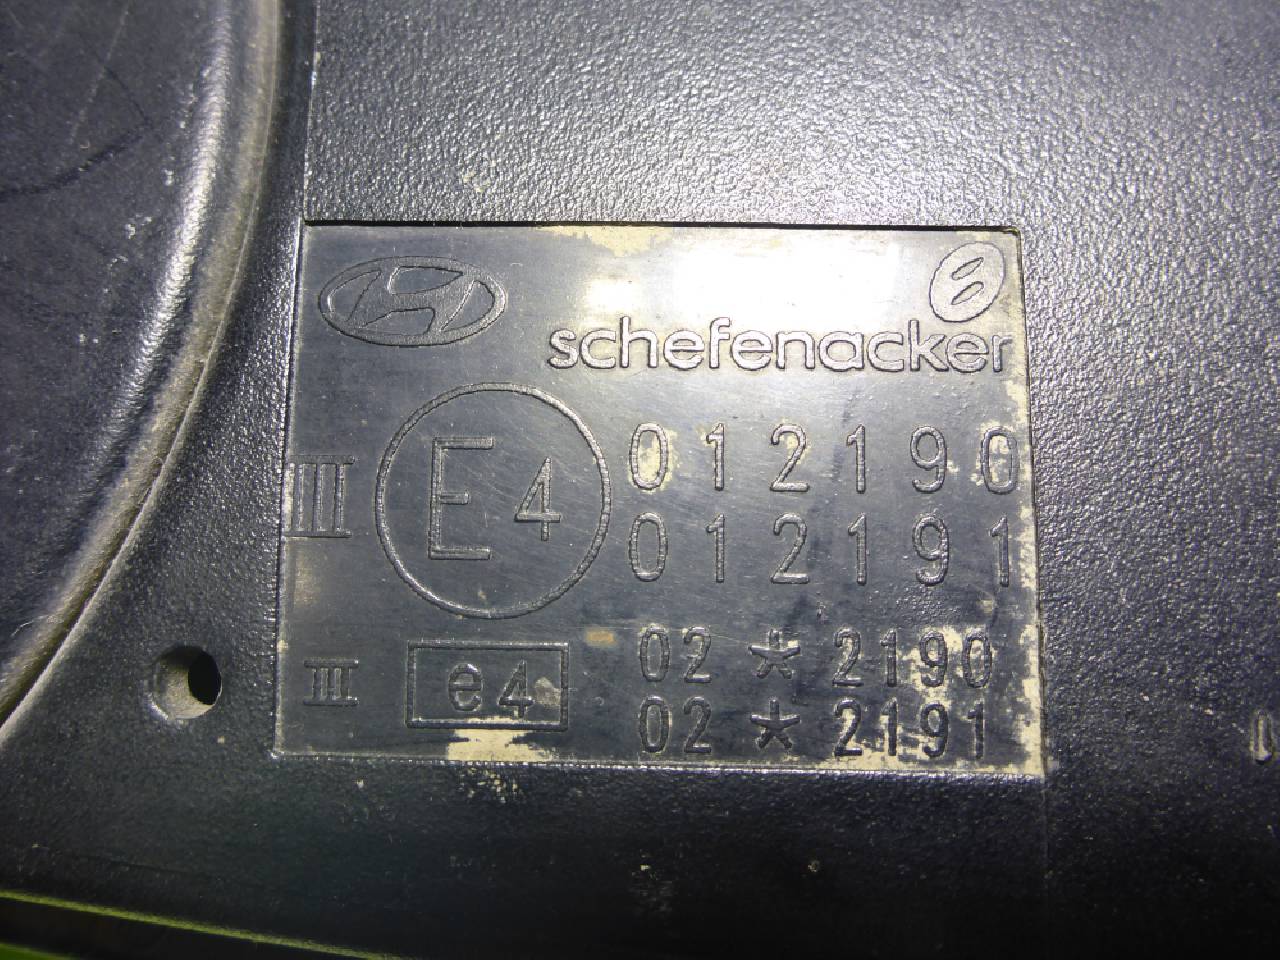 schefenacker
III E4 012190
012191
III e4 02*2190
02*2191